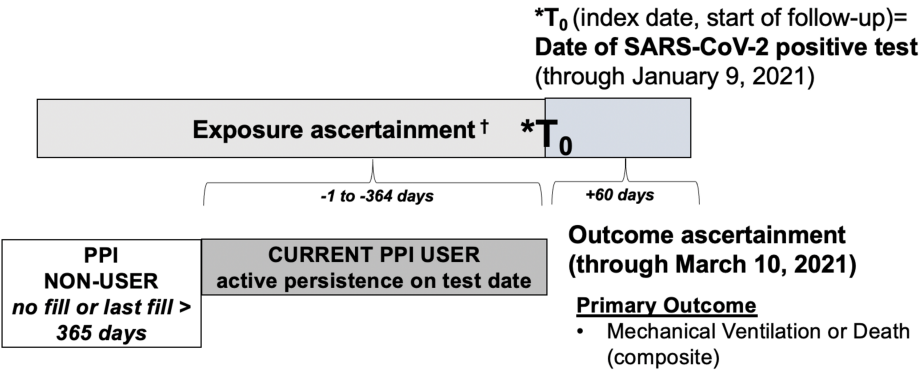 *T0 (index date, start of follow-up)=
Date of SARS-CoV-2 positive test
(through January 9, 2021)
Exposure ascertainment †
*T0
-1 to -364 days
+60 days
PPI
NON-USER
no fill or last fill >
365 days
CURRENT PPI USER
active persistence on test date
Outcome ascertainment
(through March 10, 2021)
Primary Outcome
• Mechanical Ventilation or Death
(composite)